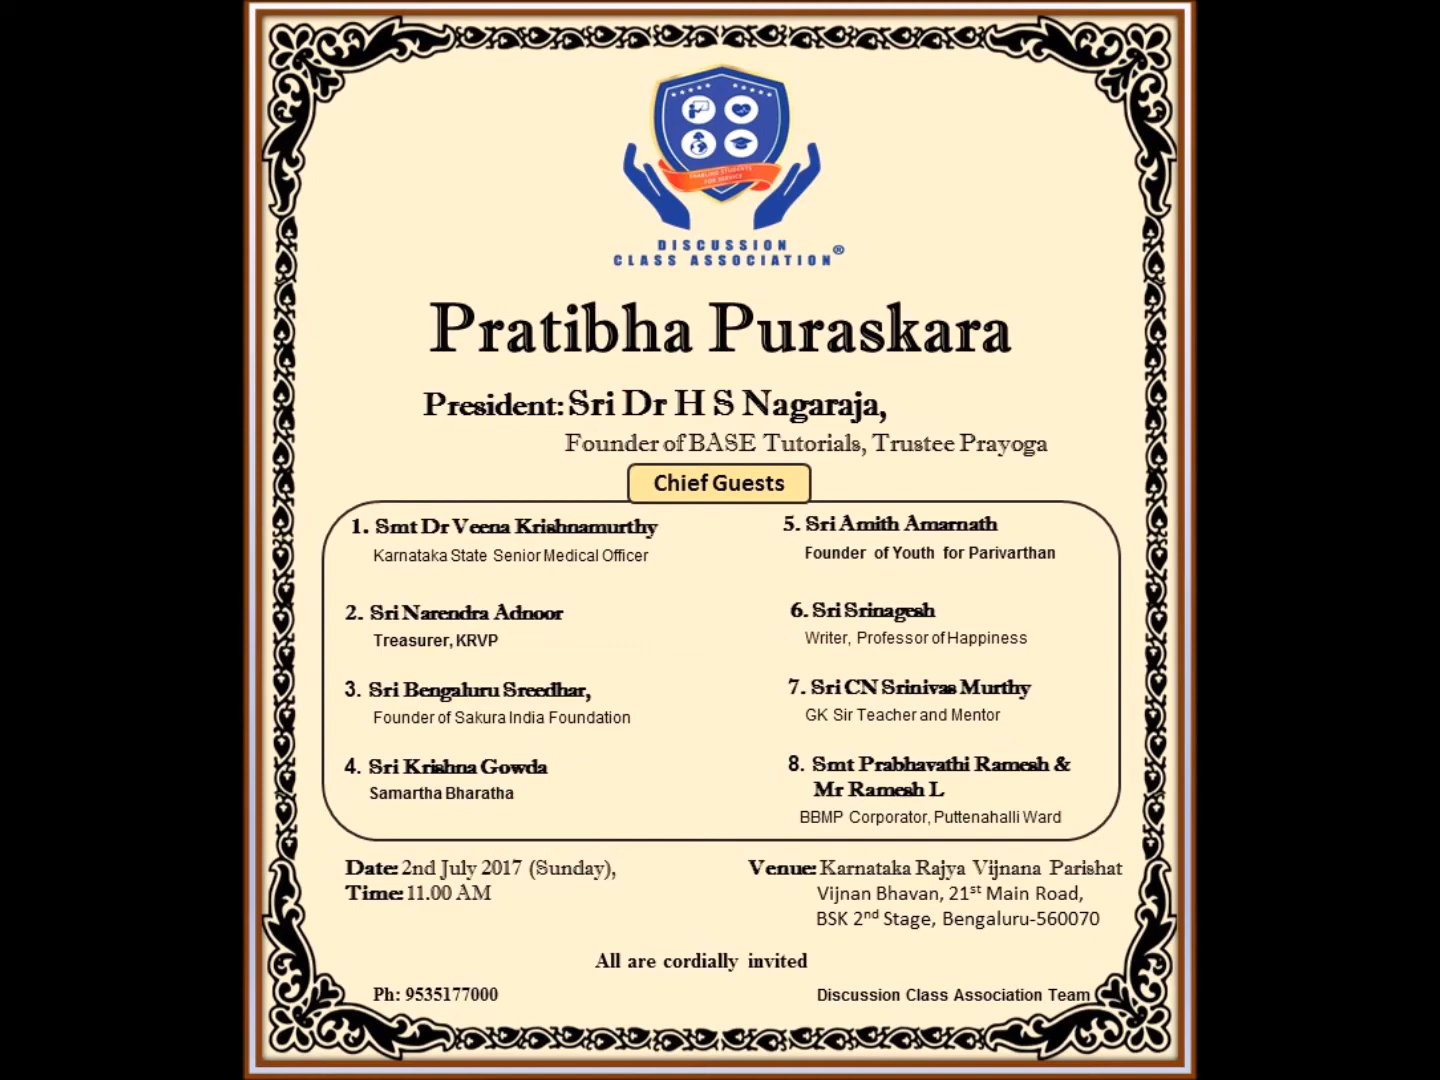 ENABLING STUDENTS
FOR SERVICE
DISCUSSION
CLASS ASSOCIATION®
Pratibha Puraskara
President: Sri Dr H S Nagaraja,
Founder of BASE Tutorials, Trustee Prayoga
Chief Guests
1. Smt Dr Veena Krishnamurthy
Karnataka State Senior Medical Officer
2. Sri Narendra Adnoor
Treasurer, KRVP
3. Sri Bengaluru Sreedhar,
Founder of Sakura India Foundation
4. Sri Krishna Gowda
Samartha Bharatha
5. Sri Amith Amarnath
Founder of Youth for Parivarthan
6. Sri Srinagesh
Writer, Professor of Happiness
7. Sri CN Srinivas Murthy
GK Sir Teacher and Mentor
8. Smt Prabhavathi Ramesh &
Mr Ramesh L
BBMP Corporator, Puttenahalli Ward
Date: 2nd July 2017 (Sunday),
Time: 11.00 AM
Venue: Karnataka Rajya Vijnana Parishat
Vijnan Bhavan, 21st Main Road,
BSK 2nd Stage, Bengaluru-560070
All are cordially invited
Ph: 9535177000
Discussion Class Association Team